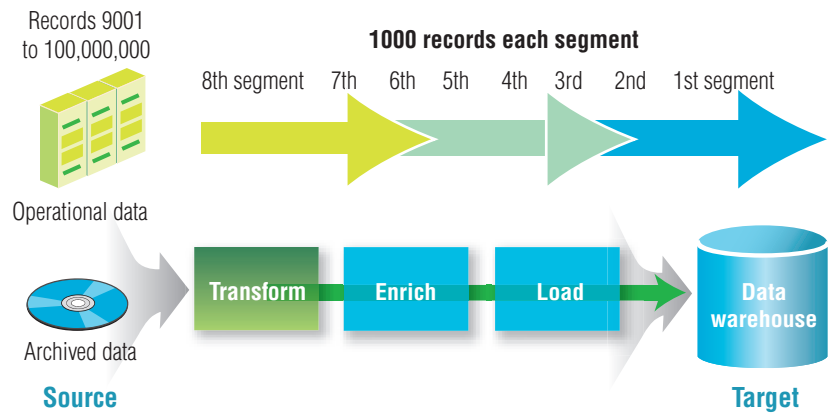 Records 9001
to 100,000,000
1000 records each segment
8th segment 7th 6th 5th 4th 3rd 2nd 1st segment
Operational data
Transform Enrich Load Data
warehouse
Archived data
Source Target